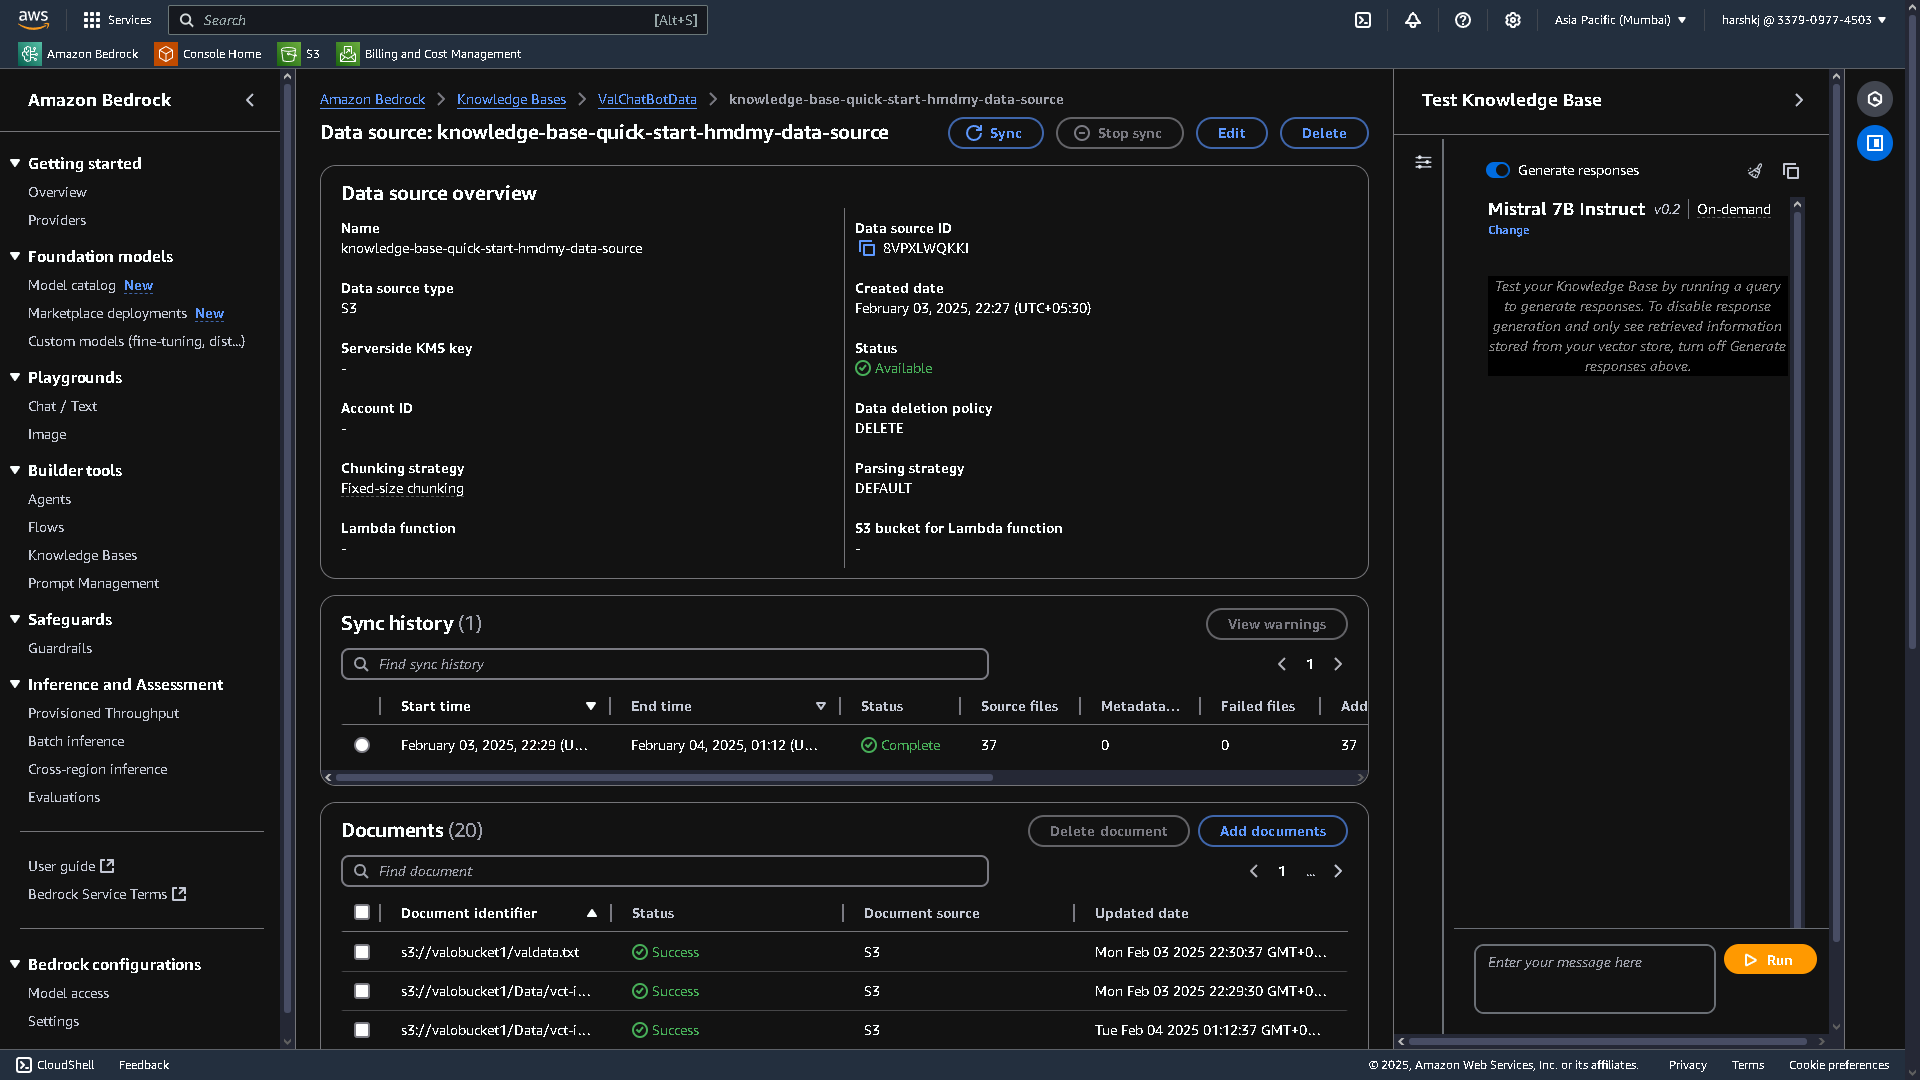 aws
Services
Search
[Alt+S]
Asia Pacific (Mumbai)
harshkj @ 3379-0977-4503
Amazon Bedrock
Console Home
S3
Billing and Cost Management
Amazon Bedrock
Getting started
Overview
Providers
Foundation models
Model catalog New
Marketplace deployments New
Custom models (fine-tuning, dist...)
Playgrounds
Chat / Text
Image
Builder tools
Agents
Flows
Knowledge Bases
Prompt Management
Safeguards
Guardrails
Inference and Assessment
Provisioned Throughput
Batch inference
Cross-region inference
Evaluations
User guide
Bedrock Service Terms
Bedrock configurations
Model access
Settings
Amazon Bedrock
Knowledge Bases
ValChatBotData
knowledge-base-quick-start-hmdmy-data-source
Data source: knowledge-base-quick-start-hmdmy-data-source
Sync
Stop sync
Edit
Delete
Data source overview
Name
knowledge-base-quick-start-hmdmy-data-source
Data source type
S3
Serverside KMS key
-
Account ID
-
Chunking strategy
Fixed-size chunking
Lambda function
-
Data source ID
8VPXLWQKKI
Created date
February 03, 2025, 22:27 (UTC+05:30)
Status
Available
Data deletion policy
DELETE
Parsing strategy
DEFAULT
S3 bucket for Lambda function
-
Sync history (1)
View warnings
Find sync history
1
Start time End time Status Source files Metadata... Failed files Add
February 03, 2025, 22:29 (U... February 04, 2025, 01:12 (U... Complete 37 0 0 37
Documents (20)
Delete document
Add documents
Find document
1 ...
Document identifier Status Document source Updated date
s3://valobucket1/valdata.txt Success S3 Mon Feb 03 2025 22:30:37 GMT+0...
s3://valobucket1/Data/vct-i... Success S3 Mon Feb 03 2025 22:29:30 GMT+0...
s3://valobucket1/Data/vct-i... Success S3 Tue Feb 04 2025 01:12:37 GMT+0...
Test Knowledge Base
Generate responses
Mistral 7B Instruct v0.2 On-demand
Change
Test your Knowledge Base by running a query
to generate responses. To disable response
generation and only see retrieved information
stored from your vector store, turn off Generate
responses above.
Enter your message here
Run
CloudShell
Feedback
© 2025, Amazon Web Services, Inc. or its affiliates.
Privacy
Terms
Cookie preferences